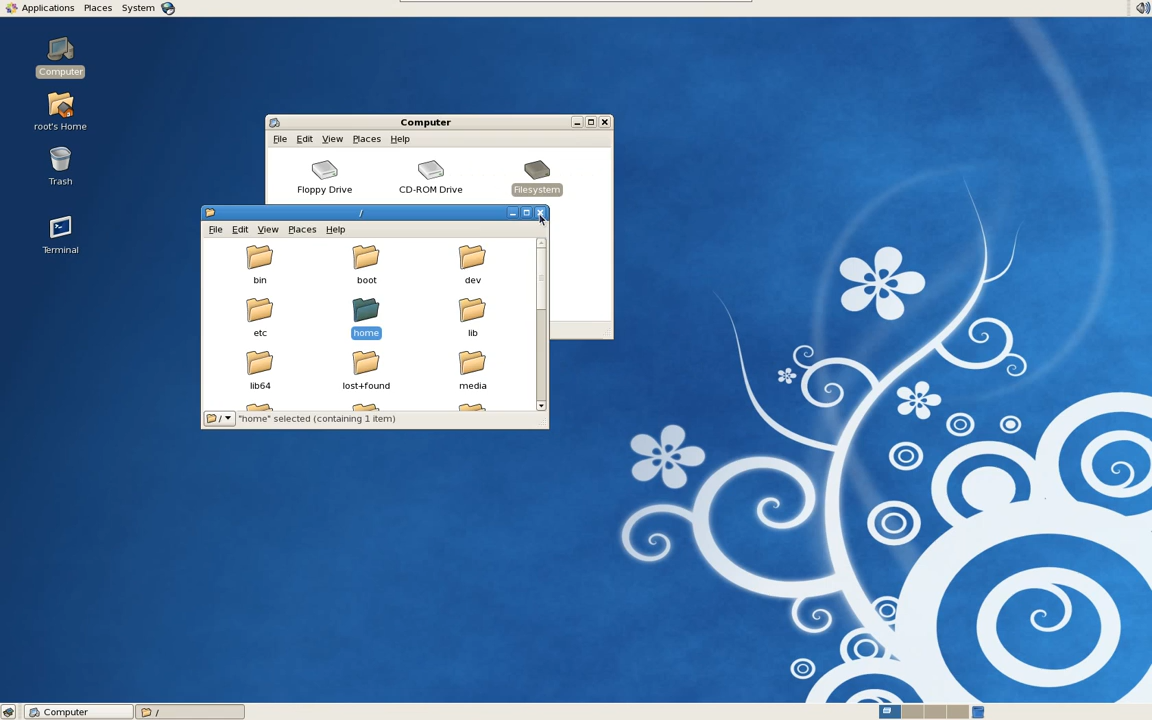 Applications Places System
Computer
root's Home
Trash
Terminal
Computer
File Edit View Places Help
Floppy Drive CD-ROM Drive Filesystem
/
File Edit View Places Help
bin boot dev
etc home lib
lib64 lost+found media
/ "home" selected (containing 1 item)
Computer /